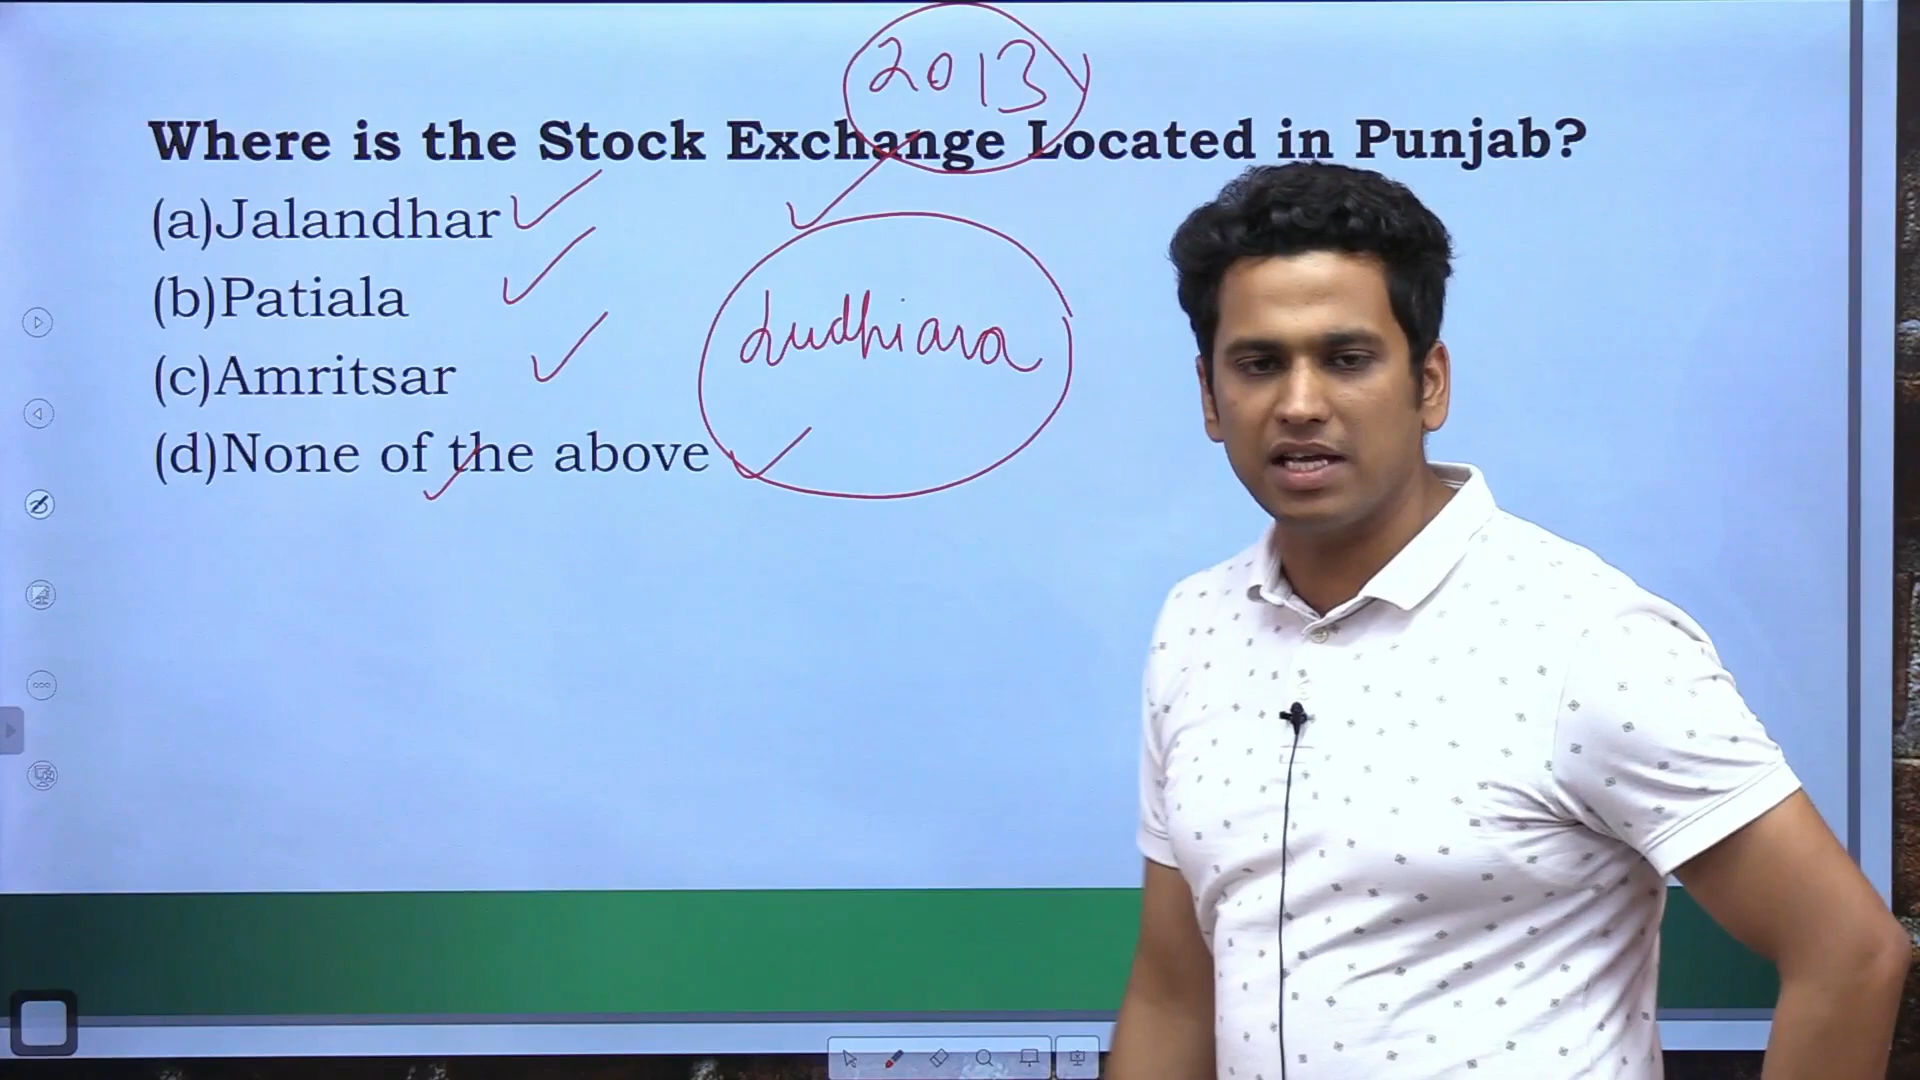 2013
Where is the Stock Exchange Located in Punjab?
(a)Jalandhar
(b)Patiala
(c)Amritsar
Ludhiana
(d)None of the above